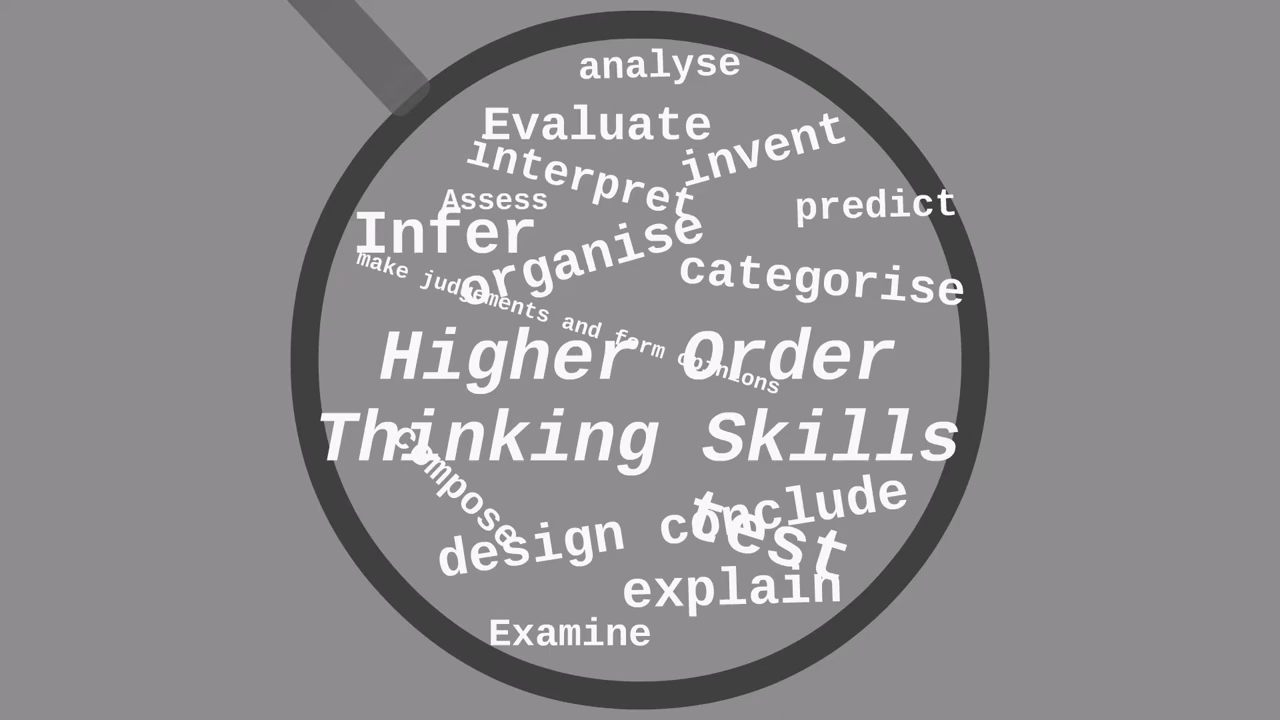 analyse
Evaluate
invent
interpret
Assess
predict
Infer
organise
categorise
make judgements and form opinions
Higher Order
Thinking Skills
compose
conclude
test
design
explain
Examine